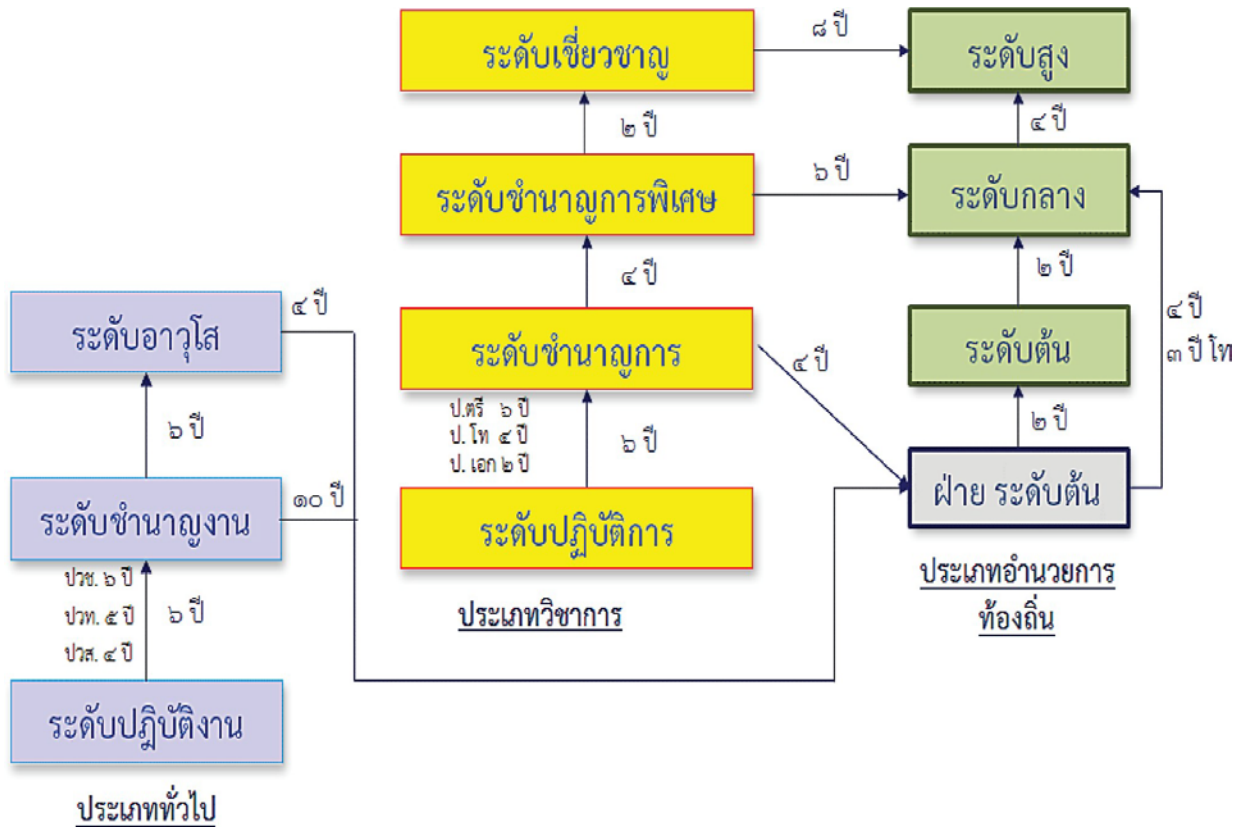 ระดับเชี่ยวชาญ
๘ ปี
ระดับสูง
๒ ปี
๔ ปี
ระดับชำนาญการพิเศษ
๖ ปี
ระดับกลาง
๔ ปี
๒ ปี
๔ ปี
๓ ปี โท
ระดับอาวุโส
๔ ปี
ระดับชำนาญการ
๔ ปี
ระดับต้น
๖ ปี
ป.ตรี ๖ ปี
ป. โท ๔ ปี
ป. เอก ๒ ปี
๖ ปี
๒ ปี
ระดับชำนาญงาน
๑๐ ปี
ระดับปฏิบัติการ
ฝ่าย ระดับต้น
ปวช. ๖ ปี
ปวท. ๕ ปี
ปวส. ๔ ปี
๖ ปี
ประเภทวิชาการ
ประเภทอำนวยการ
ท้องถิ่น
ระดับปฎิบัติงาน
ประเภททั่วไป